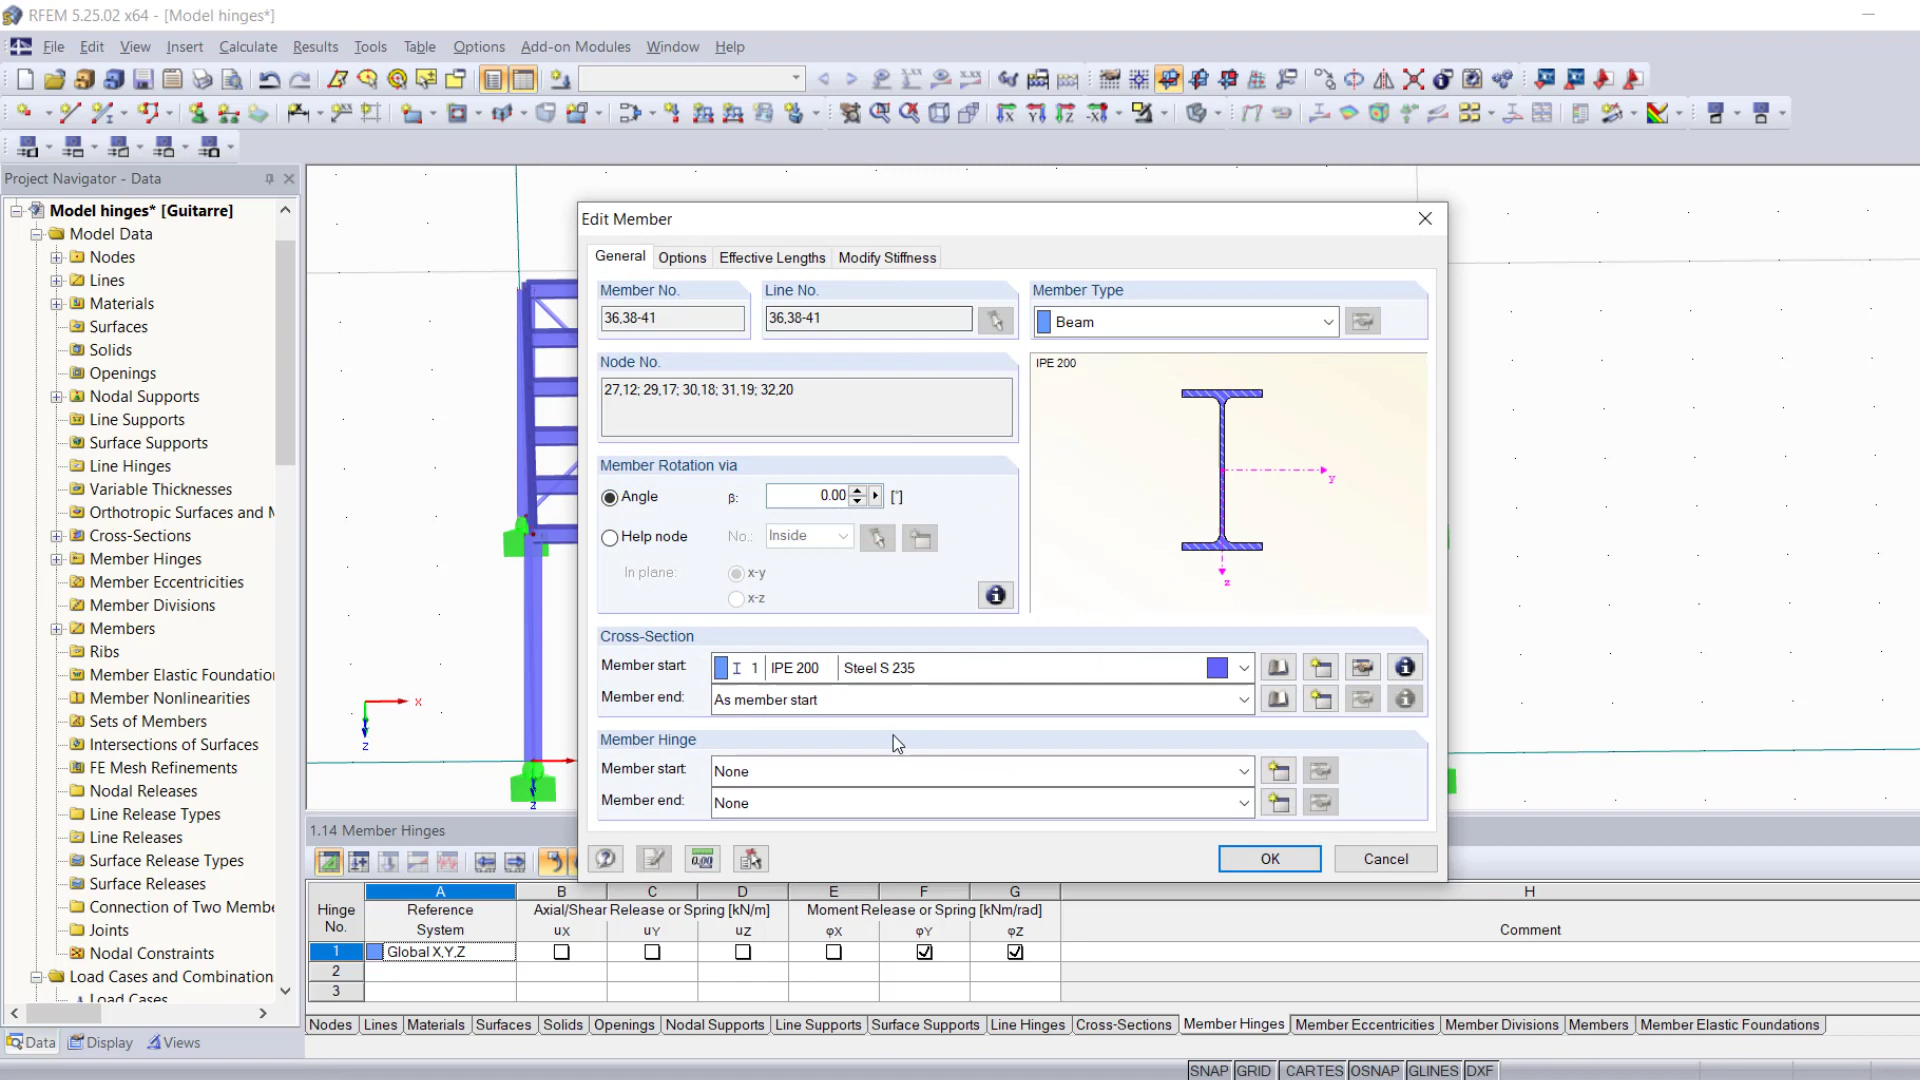 RFEM 5.25.02 x64 - [Model hinges*]
File Edit View Insert Calculate Results Tools Table Options Add-on Modules Window Help
Project Navigator - Data
Model hinges* [Guitarre]
Model Data
Nodes
Lines
Materials
Surfaces
Solids
Openings
Nodal Supports
Line Supports
Surface Supports
Line Hinges
Variable Thicknesses
Orthotropic Surfaces and M
Cross-Sections
Member Hinges
Member Eccentricities
Member Divisions
Members
Ribs
Member Elastic Foundatio
Member Nonlinearities
Sets of Members
Intersections of Surfaces
FE Mesh Refinements
Nodal Releases
Line Release Types
Line Releases
Surface Release Types
Surface Releases
Connection of Two Membe
Joints
Nodal Constraints
Load Cases and Combination
Load Cases
Data Display Views
X
Z
Z
Edit Member
General Options Effective Lengths Modify Stiffness
Member No. Line No. Member Type
36,38-41 36,38-41 Beam
Node No.
27,12; 29,17; 30,18; 31,19; 32,20
IPE 200
y
z
Member Rotation via
Angle β: 0.00 [°]
Help node No.: Inside
In plane: x-y
x-z
Cross-Section
Member start: 1 IPE 200 Steel S 235
Member end: As member start
Member Hinge
Member start: None
Member end: None
0.00
OK Cancel
1.14 Member Hinges
A B C D E F G H
Hinge Reference Axial/Shear Release or Spring [kN/m] Moment Release or Spring [kNm/rad]
No. System uX uY uZ φX φY φZ Comment
1 Global X,Y,Z
2
3
Nodes Lines Materials Surfaces Solids Openings Nodal Supports Line Supports Surface Supports Line Hinges Cross-Sections Member Hinges Member Eccentricities Member Divisions Members Member Elastic Foundations
SNAP GRID CARTES OSNAP GLINES DXF